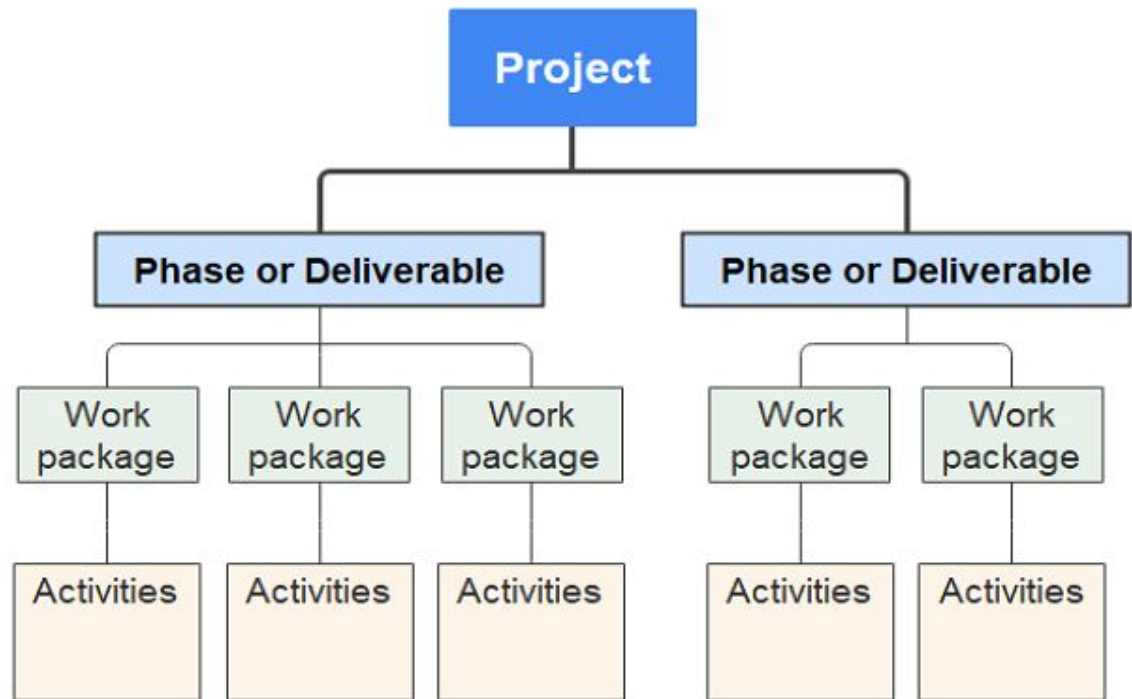 Project
Phase or Deliverable
Phase or Deliverable
Work
package
Work
package
Work
package
Work
package
Work
package
Activities
Activities
Activities
Activities
Activities